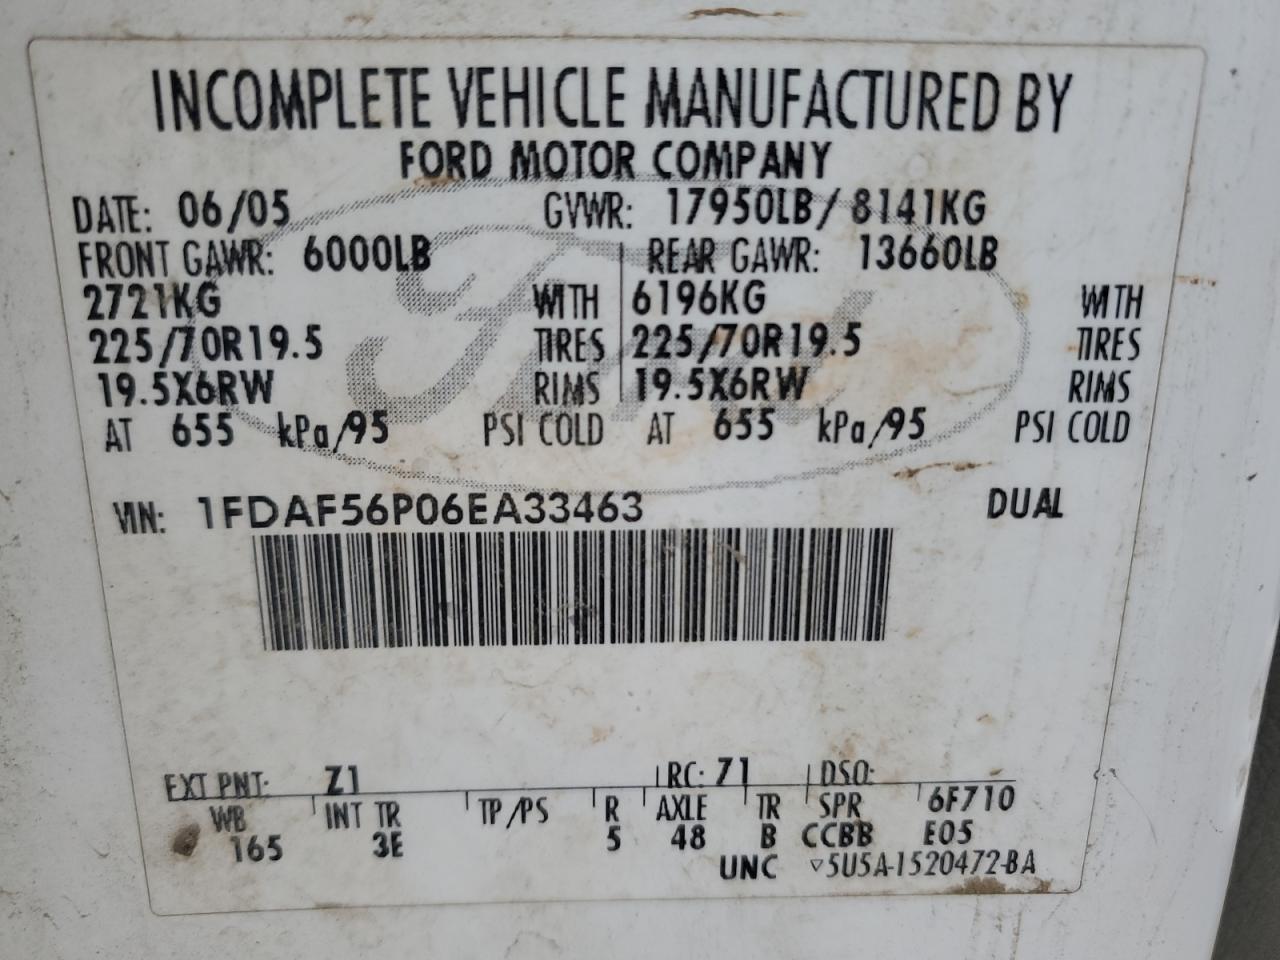 INCOMPLETE VEHICLE MANUFACTURED BY
FORD MOTOR COMPANY
DATE: 06/05 GVWR: 17950LB/ 8141KG
FRONT GAWR: 6000LB REAR GAWR: 13660LB
2721KG WITH 6196KG WITH
225/70R19.5 TIRES 225/70R19.5 TIRES
19.5X6RW RIMS 19.5X6RW RIMS
AT 655 kPa/95 PSI COLD AT 655 kPa/95 PSI COLD
VIN: 1FDAF56P06EA33463 DUAL
EXT PNT: Z1 RC: 71 DSO:
WB INT TR TP/PS R AXLE TR SPR 6F710
165 3E 5 48 B CCBB E05
UNC ▽5U5A-1520472-BA
Ford